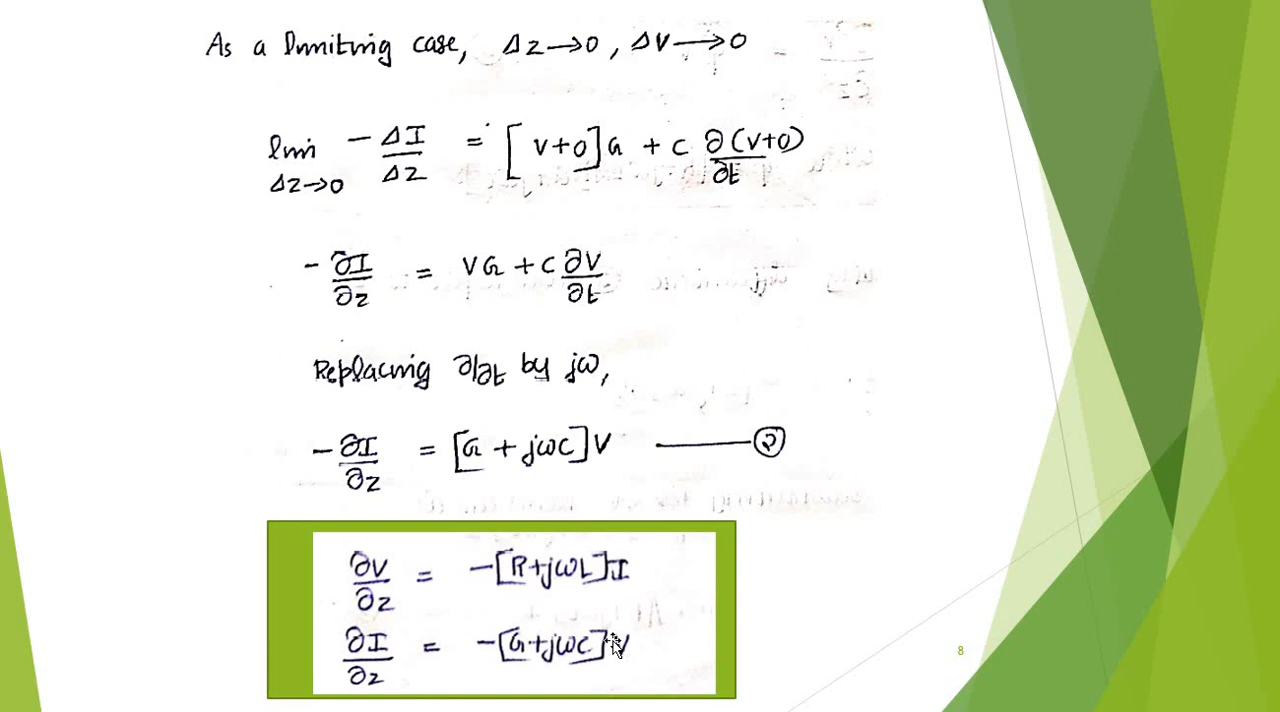 As a limiting case, Δz→0, ΔV→0
lim Δz→0 -ΔI/Δz = [V+0]G + C ∂(V+0)/∂t
-∂I/∂z = VG + C ∂V/∂t
Replacing ∂/∂t by jω,
-∂I/∂z = [G + jωC]V ——— ②
∂V/∂z = -[R+jωL]I
∂I/∂z = -[G+jωC]V
8